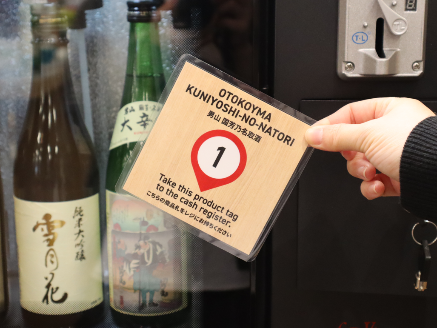 OTOKOYMA
KUNIYOSHI-NO-NATORI
男山 国芳乃名取酒
1
Take this product tag
to the cash register.
こちらの商品札をレジにお持ちください
純米大吟醸
雪月花
大辛
T-L